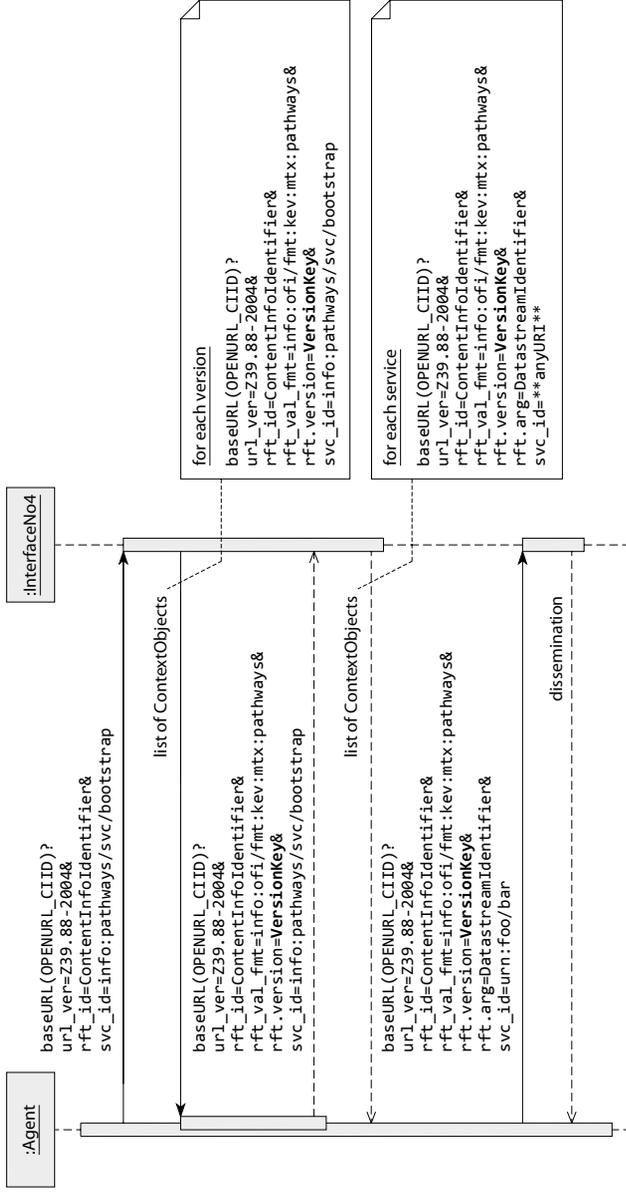 :Agent
:InterfaceNo4
baseURL(OPENURL_CIID)?
url_ver=Z39.88-2004&
rft_id=ContentInfoIdentifier&
svc_id=info:pathways/svc/bootstrap
list of ContextObjects
for each version
baseURL(OPENURL_CIID)?
url_ver=Z39.88-2004&
rft_id=ContentInfoIdentifier&
rft_val_fmt=info:ofi/fmt:kev:mtx:pathways&
rft.version=VersionKey&
svc_id=info:pathways/svc/bootstrap
baseURL(OPENURL_CIID)?
url_ver=Z39.88-2004&
rft_id=ContentInfoIdentifier&
rft_val_fmt=info:ofi/fmt:kev:mtx:pathways&
rft.version=VersionKey&
svc_id=info:pathways/svc/bootstrap
list of ContextObjects
for each service
baseURL(OPENURL_CIID)?
url_ver=Z39.88-2004&
rft_id=ContentInfoIdentifier&
rft_val_fmt=info:ofi/fmt:kev:mtx:pathways&
rft.version=VersionKey&
rft.arg=DatastreamIdentifier&
svc_id=**anyURI**
baseURL(OPENURL_CIID)?
url_ver=Z39.88-2004&
rft_id=ContentInfoIdentifier&
rft_val_fmt=info:ofi/fmt:kev:mtx:pathways&
rft.version=VersionKey&
rft.arg=DatastreamIdentifier&
svc_id=urn:foo/bar
dissemination